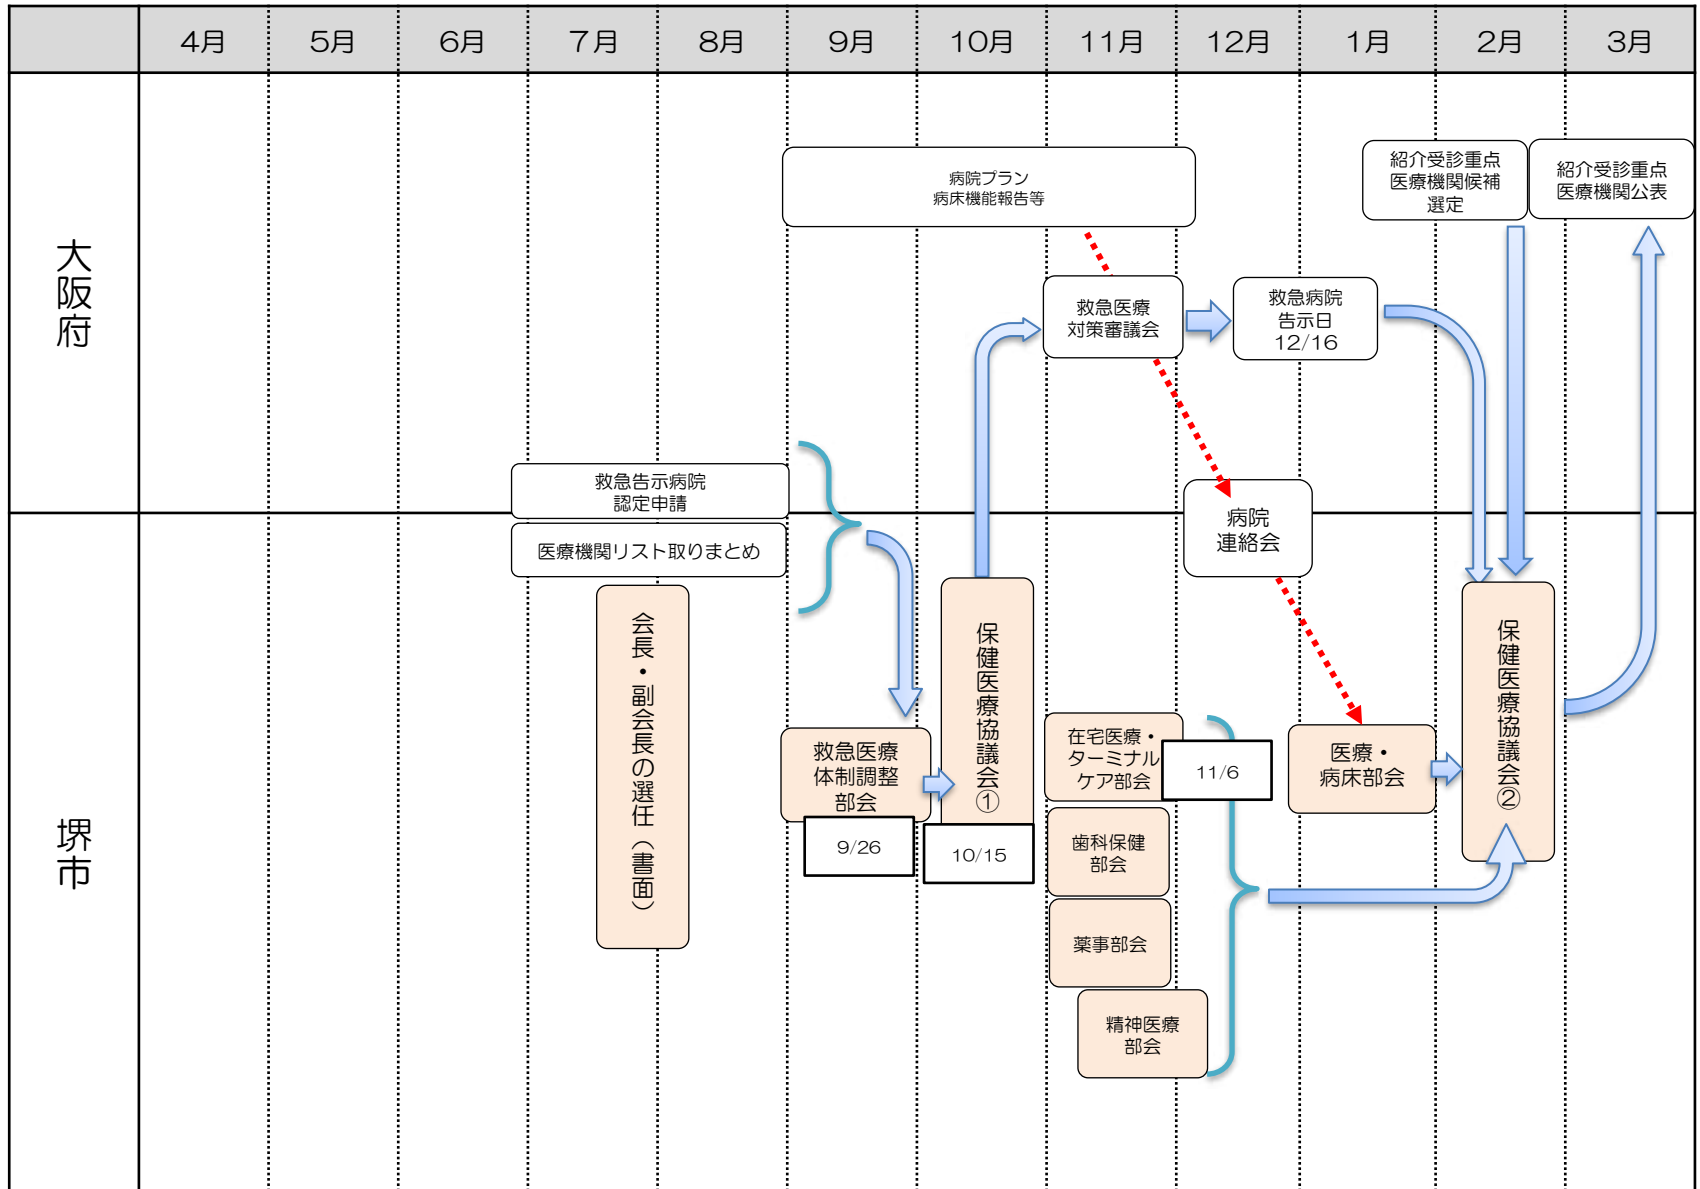 4月
5月
6月
7月
8月
9月
10月
11月
12月
1月
2月
3月
大阪府
病院プラン
病床機能報告等
紹介受診重点
医療機関候補
選定
紹介受診重点
医療機関公表
救急医療
対策審議会
救急病院
告示日
12/16
救急告示病院
認定申請
病院
連絡会
堺市
医療機関リスト取りまとめ
会長・副会長の選任（書面）
救急医療
体制調整
部会
9/26
保健医療協議会①
10/15
在宅医療・
ターミナル
ケア部会
11/6
歯科保健
部会
薬事部会
精神医療
部会
医療・
病床部会
保健医療協議会②